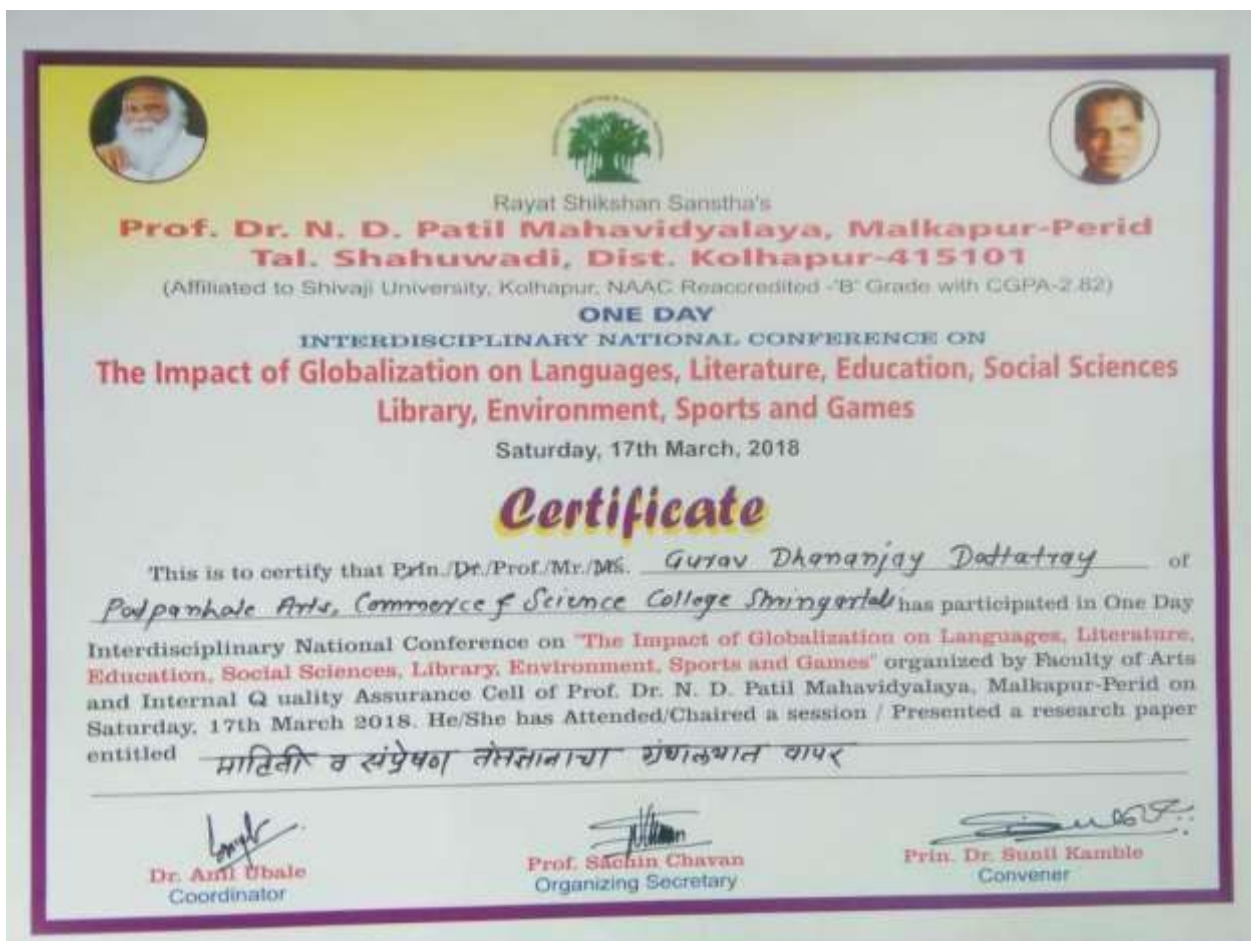 Rayat Shikshan Sanstha's
Prof. Dr. N. D. Patil Mahavidyalaya, Malkapur-Perid
Tal. Shahuwadi, Dist. Kolhapur-415101
(Affiliated to Shivaji University, Kolhapur, NAAC Reaccredited -"B" Grade with CGPA-2.82)
ONE DAY
INTERDISCIPLINARY NATIONAL CONFERENCE ON
The Impact of Globalization on Languages, Literature, Education, Social Sciences
Library, Environment, Sports and Games
Saturday, 17th March, 2018
Certificate
This is to certify that Prin./Dr./Prof./Mr./Ms. Gurav Dhananjay Dattatray of
Patpanhale Arts, Commerce & Science College has participated in One Day
Interdisciplinary National Conference on "The Impact of Globalization on Languages, Literature,
Education, Social Sciences, Library, Environment, Sports and Games" organized by Faculty of Arts
and Internal Q uality Assurance Cell of Prof. Dr. N. D. Patil Mahavidyalaya, Malkapur-Perid on
Saturday, 17th March 2018. He/She has Attended/Chaired a session / Presented a research paper
entitled माहिती व संप्रेषण तंत्रज्ञानाचा ग्रंथालयात वापर
Dr. Anil Ubale
Prof. Sachin Chavan
Prin. Dr. Sunil Kamble
Coordinator
Organizing Secretary
Convener